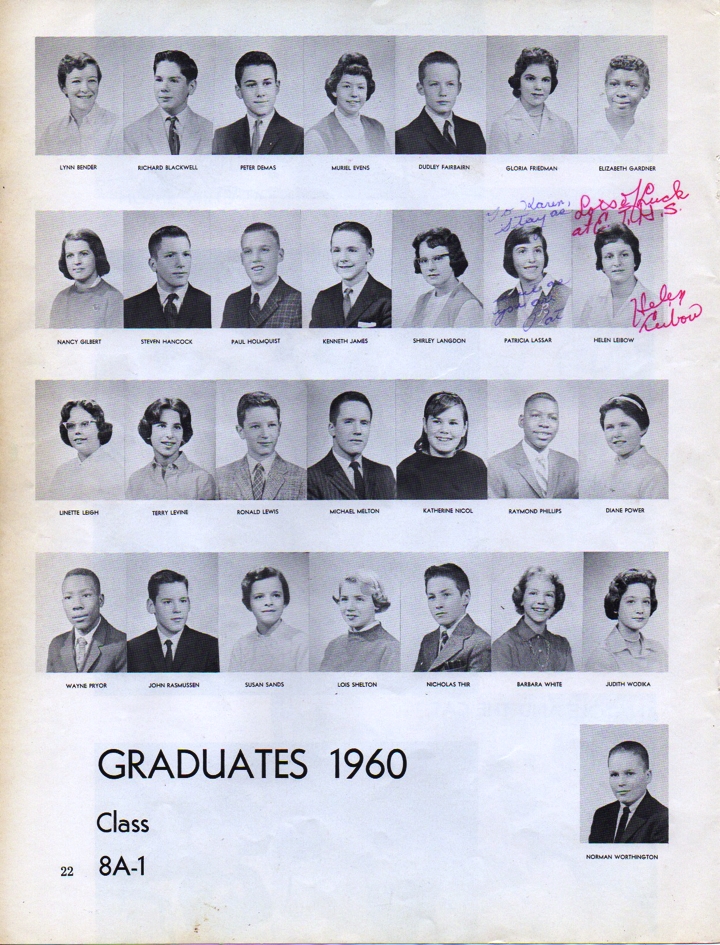 LYNN BENDER RICHARD BLACKWELL PETER DEMAS MURIEL EVENS DUDLEY FAIRBAIRN GLORIA FRIEDMAN ELIZABETH GARDNER
To Karen,
stay as
Lots of Luck
at C.T.H.S.
you are
Pat
Helen
Leibow
NANCY GILBERT STEVEN HANCOCK PAUL HOLMQUIST KENNETH JAMES SHIRLEY LANGDON PATRICIA LASSAR HELEN LEIBOW
LINETTE LEIGH TERRY LEVINE RONALD LEWIS MICHAEL MELTON KATHERINE NICOL RAYMOND PHILLIPS DIANE POWER
WAYNE PRYOR JOHN RASMUSSEN SUSAN SANDS LOIS SHELTON NICHOLAS THIR BARBARA WHITE JUDITH WODIKA
GRADUATES 1960
Class
8A-1
NORMAN WORTHINGTON
22